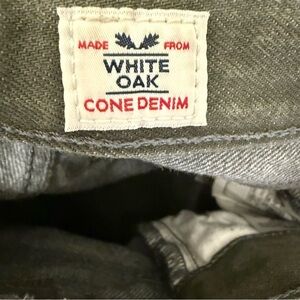 MADE FROM
WHITE
OAK
CONE DENIM